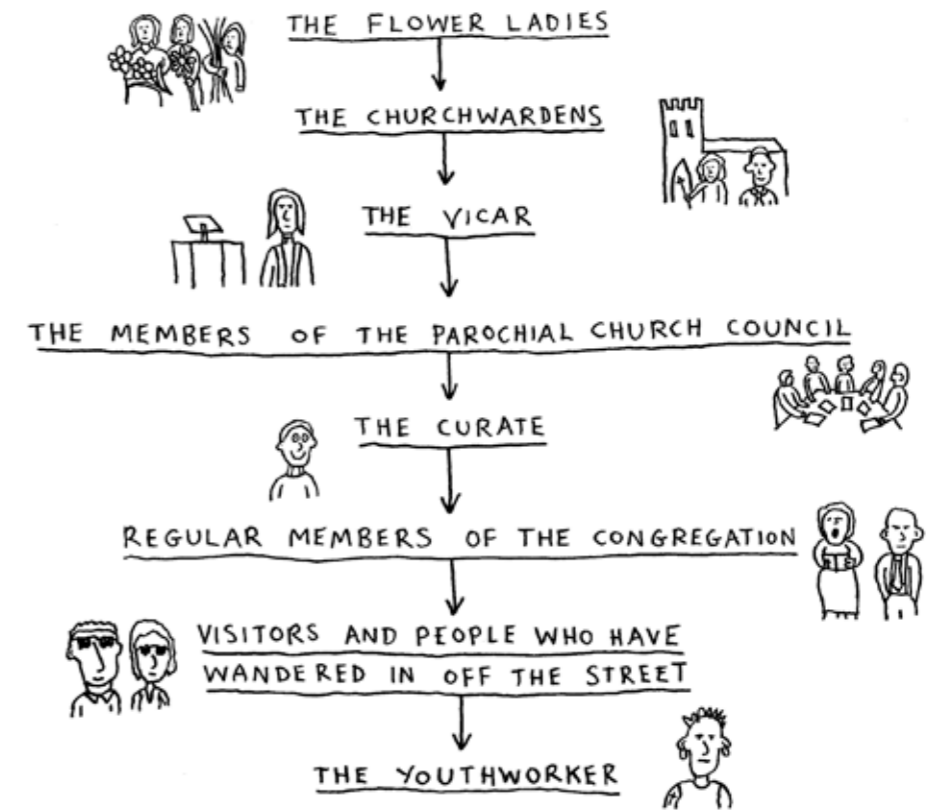 THE FLOWER LADIES
THE CHURCHWARDENS
THE VICAR
THE MEMBERS OF THE PAROCHIAL CHURCH COUNCIL
THE CURATE
REGULAR MEMBERS OF THE CONGREGATION
VISITORS AND PEOPLE WHO HAVE
WANDERED IN OFF THE STREET
THE YOUTHWORKER